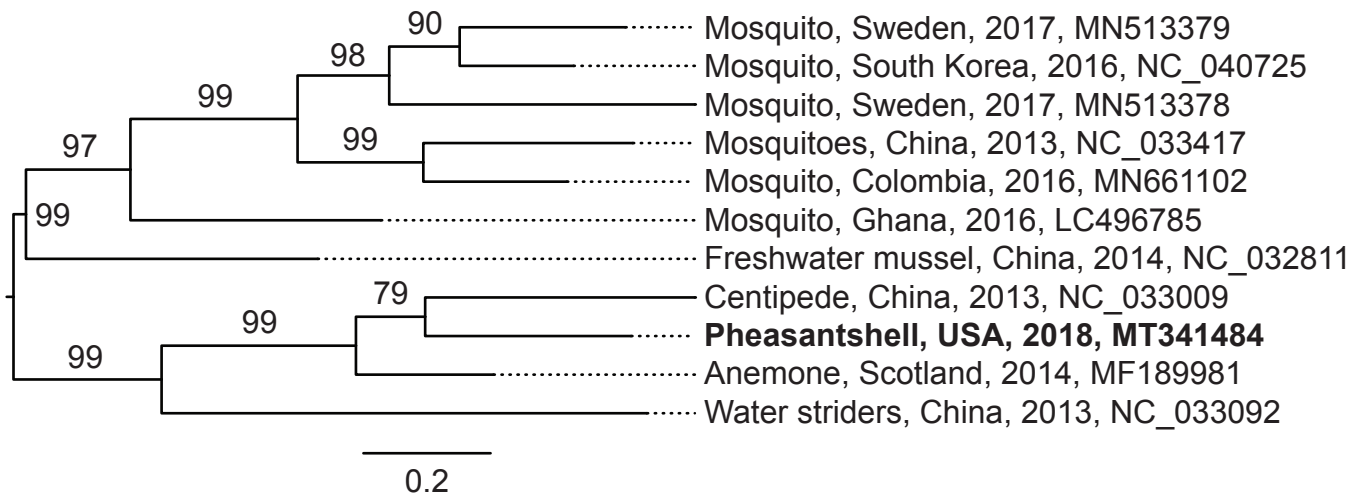 90
Mosquito, Sweden, 2017, MN513379
98
Mosquito, South Korea, 2016, NC_040725
99
Mosquito, Sweden, 2017, MN513378
99
Mosquitoes, China, 2013, NC_033417
97
Mosquito, Colombia, 2016, MN661102
99
Mosquito, Ghana, 2016, LC496785
Freshwater mussel, China, 2014, NC_032811
79
Centipede, China, 2013, NC_033009
99
Pheasantshell, USA, 2018, MT341484
99
Anemone, Scotland, 2014, MF189981
Water striders, China, 2013, NC_033092
0.2